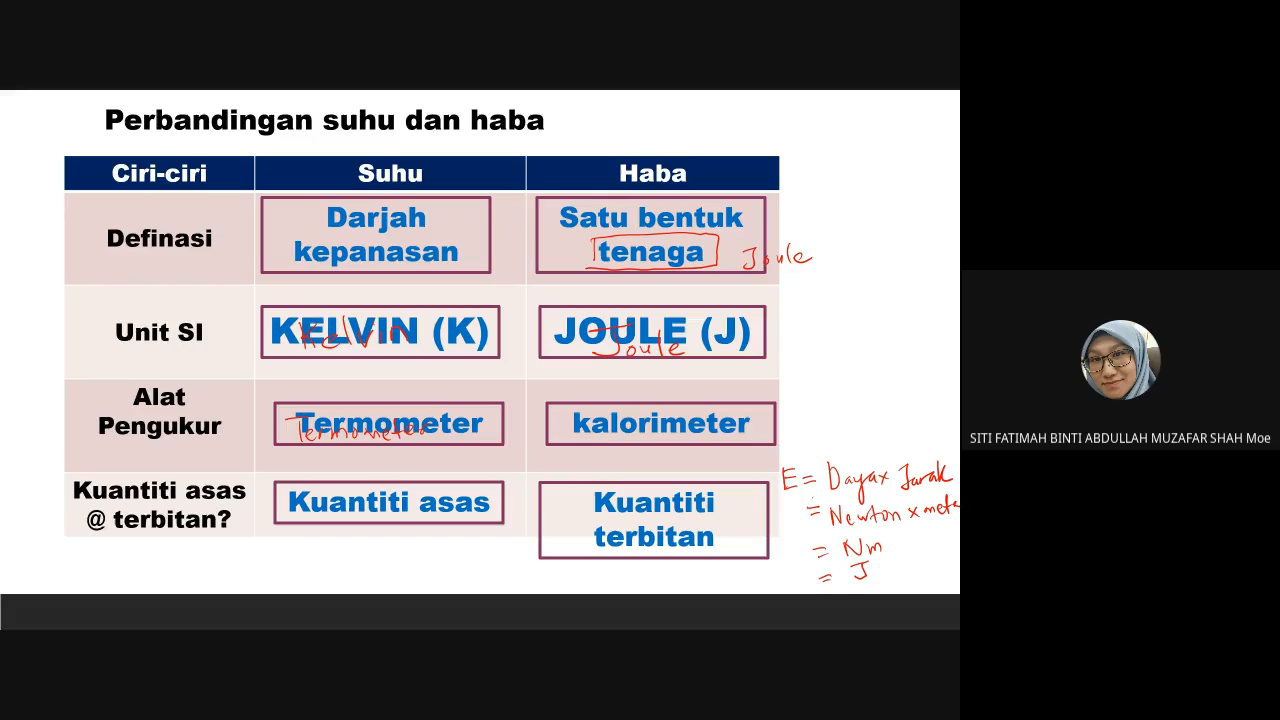 Perbandingan suhu dan haba
Ciri-ciri
Suhu
Haba
Definasi
Darjah
kepanasan
Satu bentuk
tenaga
Joule
Unit SI
KELVIN (K)
Kelvin
JOULE (J)
Joule
Alat
Pengukur
Termometer
Termometer
kalorimeter
Kuantiti asas
@ terbitan?
Kuantiti asas
Kuantiti
terbitan
E = Daya x Jarak
= Newton x mete
= Nm
= J
SITI FATIMAH BINTI ABDULLAH MUZAFAR SHAH Moe